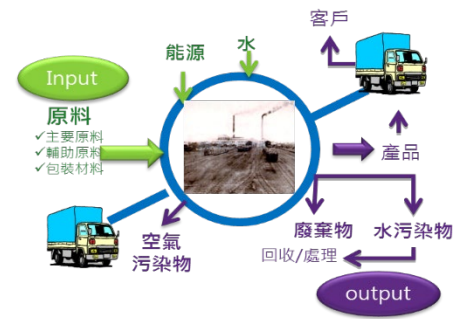 客戶
能源
水
Input
原料
✓主要原料
✓輔助原料
✓包裝材料
產品
空氣
污染物
廢棄物
水污染物
回收/處理
output